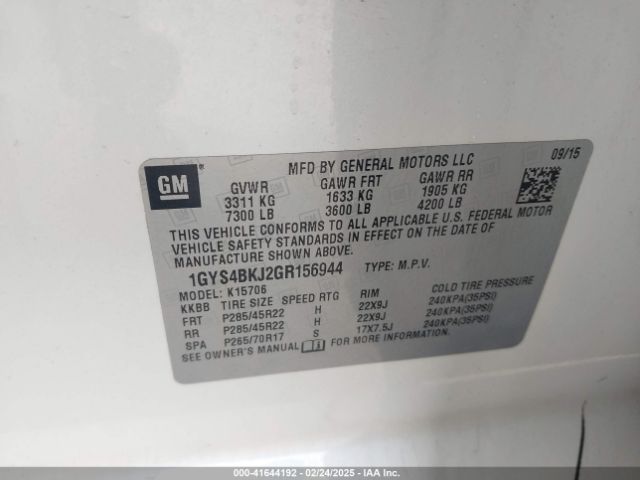 MFD BY GENERAL MOTORS LLC 09/15
GM
GVWR GAWR FRT GAWR RR
3311 KG 1633 KG 1905 KG
7300 LB 3600 LB 4200 LB
THIS VEHICLE CONFORMS TO ALL APPLICABLE U.S. FEDERAL MOTOR
VEHICLE SAFETY STANDARDS IN EFFECT ON THE DATE OF
MANUFACTURE SHOWN ABOVE.
1GYS4BKJ2GR156944 TYPE: M.P.V.
MODEL: K15706
KKBB TIRE SIZE SPEED RTG RIM COLD TIRE PRESSURE
FRT P285/45R22 H 22X9J 240KPA(35PSI)
RR P285/45R22 H 22X9J 240KPA(35PSI)
SPA P265/70R17 S 17X7.5J 240KPA(35PSI)
SEE OWNER'S MANUAL FOR MORE INFORMATION.
000-41644192 - 02/24/2025 - IAA Inc.